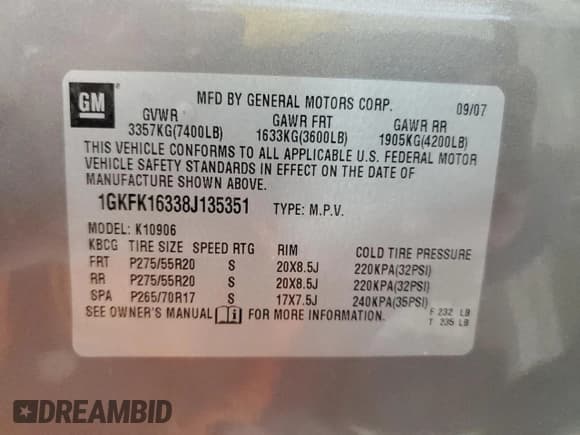 GM
MFD BY GENERAL MOTORS CORP. 09/07
GVWR GAWR FRT GAWR RR
3357KG(7400LB) 1633KG(3600LB) 1905KG(4200LB)
THIS VEHICLE CONFORMS TO ALL APPLICABLE U.S. FEDERAL MOTOR
VEHICLE SAFETY STANDARDS IN EFFECT ON THE DATE OF
MANUFACTURE SHOWN ABOVE.
1GKFK16338J135351 TYPE: M.P.V.
MODEL: K10906
KBCG TIRE SIZE SPEED RTG RIM COLD TIRE PRESSURE
FRT P275/55R20 S 20X8.5J 220KPA(32PSI)
RR P275/55R20 S 20X8.5J 220KPA(32PSI)
SPA P265/70R17 S 17X7.5J 240KPA(35PSI)
SEE OWNER'S MANUAL i FOR MORE INFORMATION.
F 232 LB
T 235 LB
DREAMBID